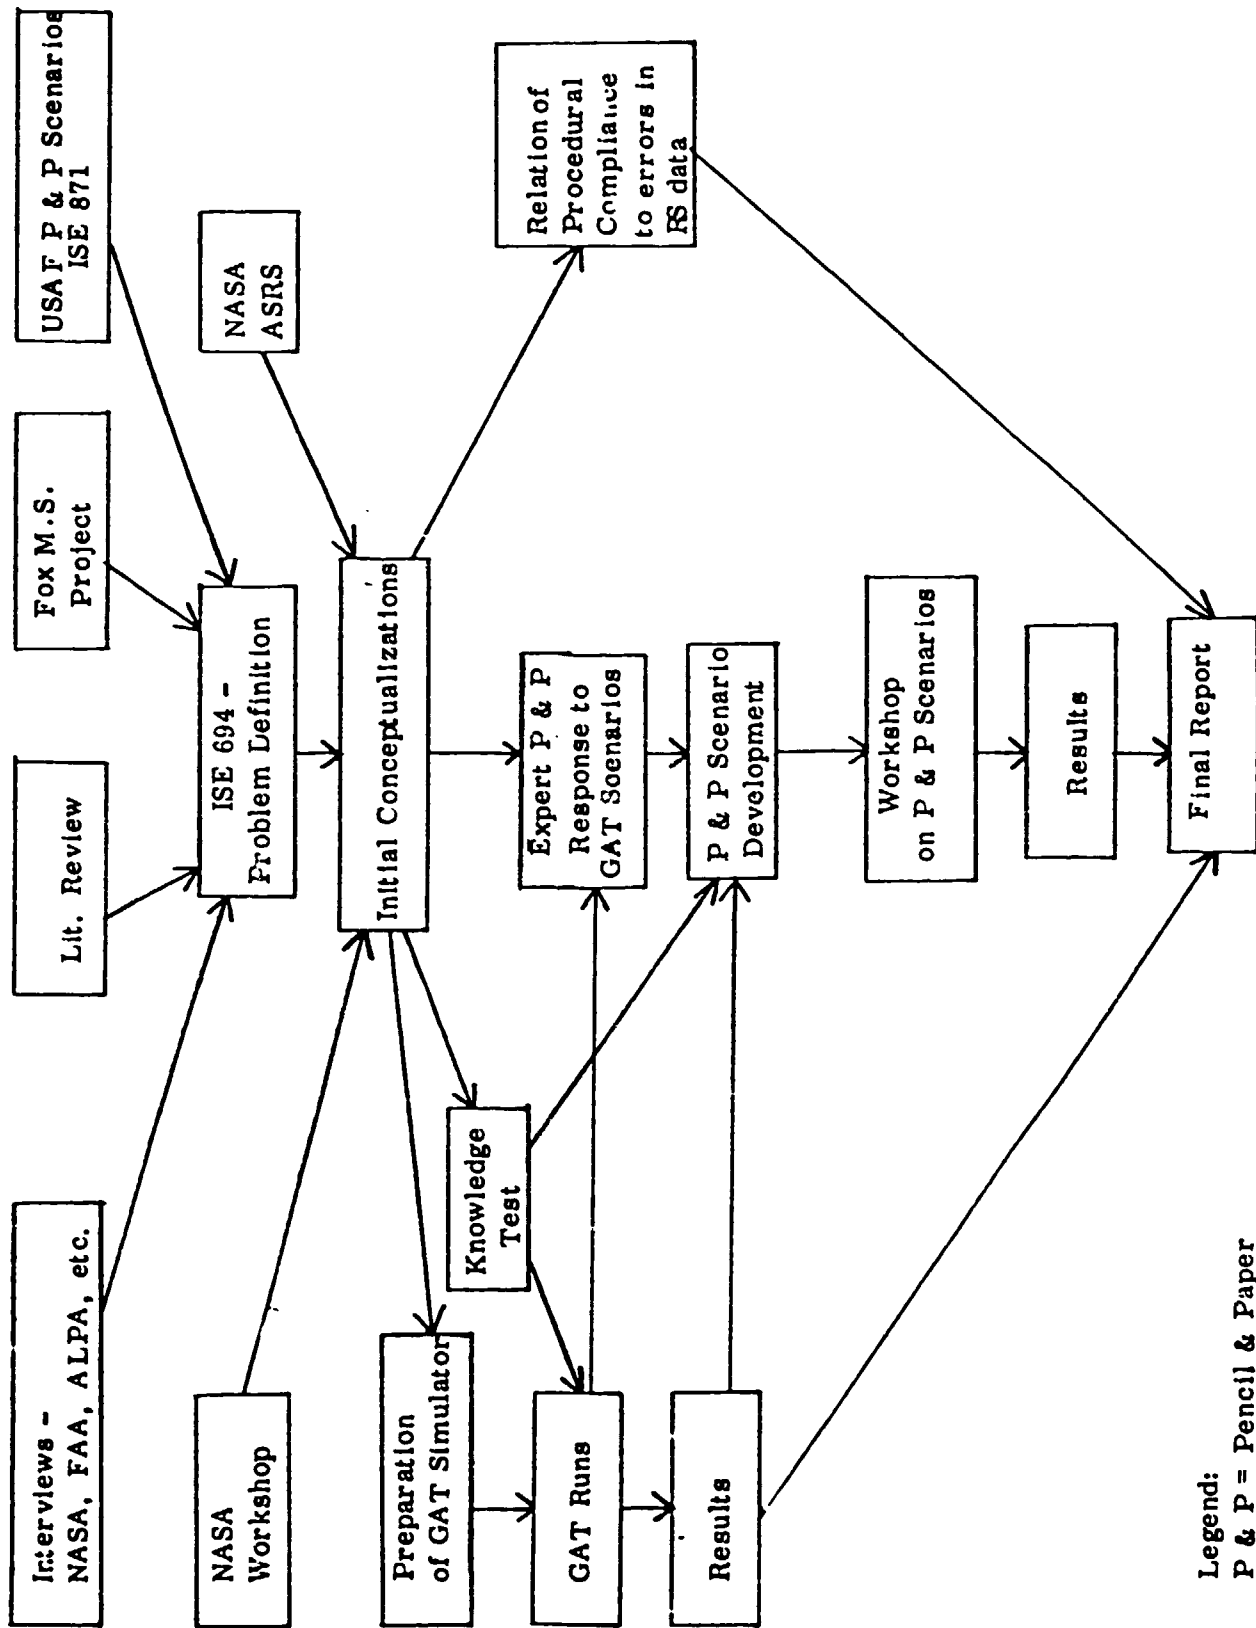 Interviews -
NASA, FAA, ALPA, etc.
Lit. Review
Fox M.S.
Project
USAF P & P Scenarios
ISE 871
NASA
Workshop
ISE 694 -
Problem Definition
NASA
ASRS
Initial Conceptualizations
Preparation
of GAT Simulator
Knowledge
Test
Expert P & P
Response to
GAT Soenarios
Relation of
Procedural
Compliance
to errors in
RS data
GAT Runs
P & P Scenario
Development
Results
Workshop
on P & P Scenarios
Results
Final Report
Legend:
P & P = Pencil & Paper